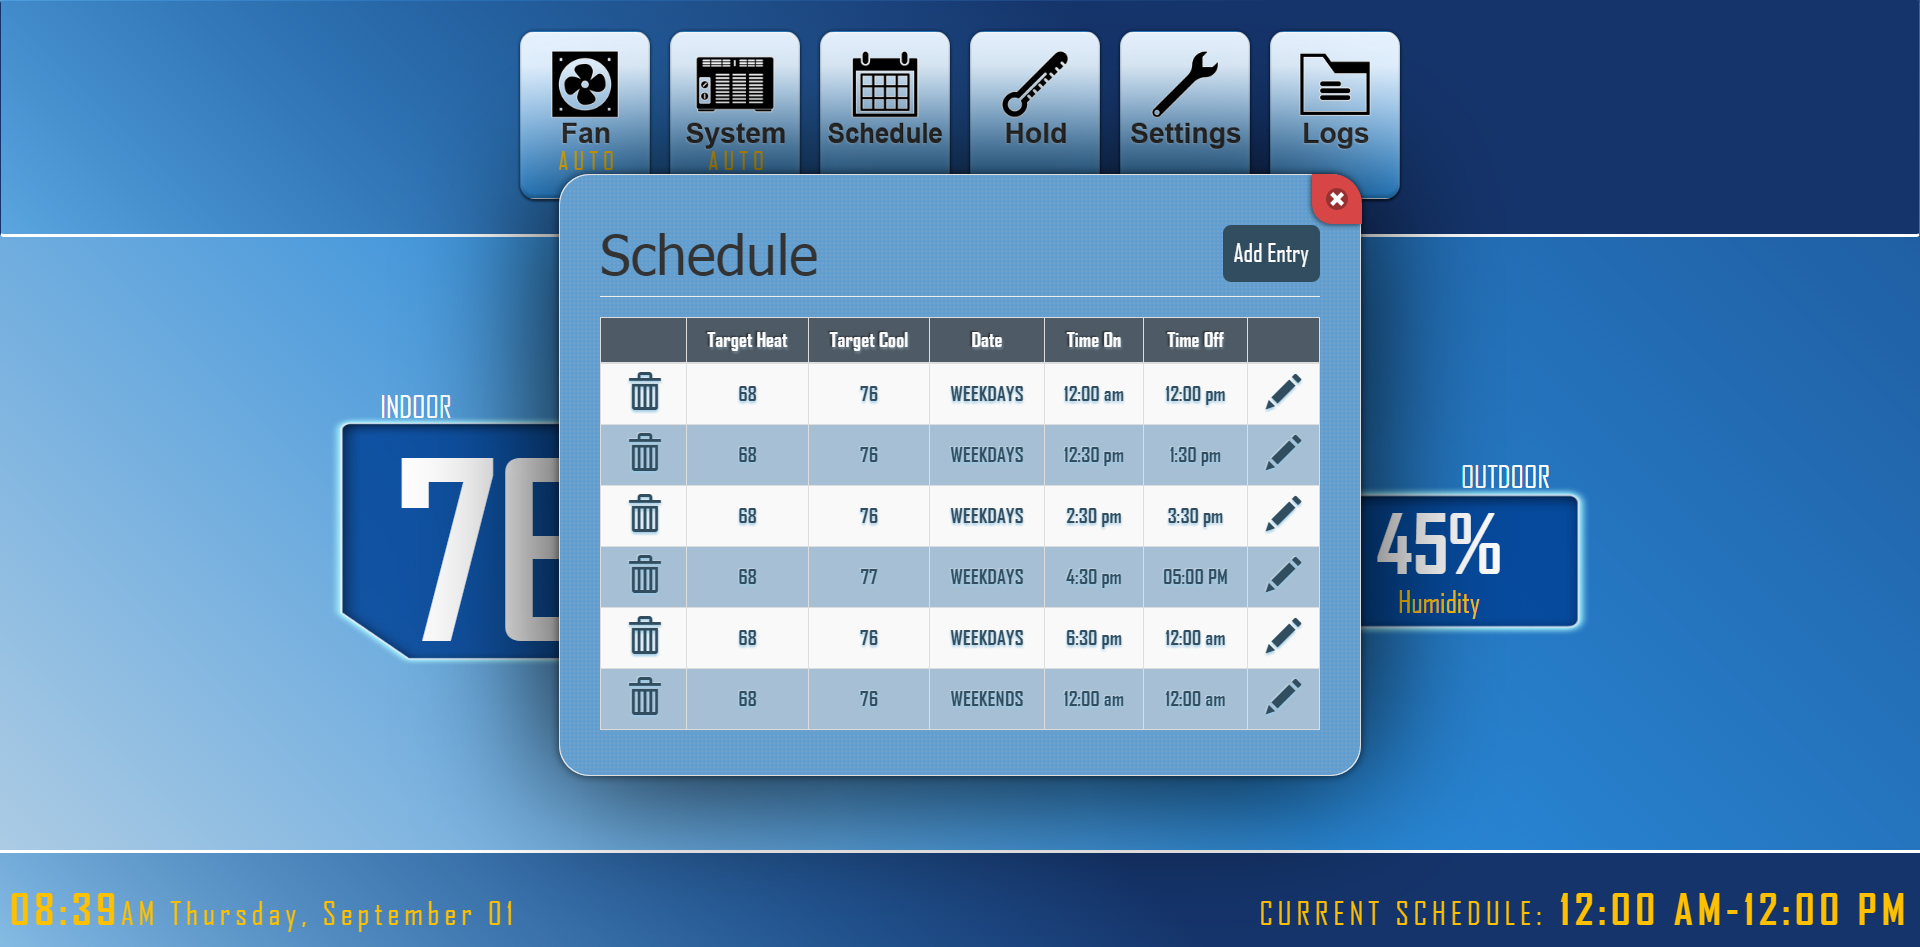 Fan
AUTO
System
AUTO
Schedule
Hold
Settings
Logs
Schedule
Add Entry
Target Heat Target Cool Date Time On Time Off
68 76 WEEKDAYS 12:00 am 12:00 pm
68 76 WEEKDAYS 12:30 pm 1:30 pm
68 76 WEEKDAYS 2:30 pm 3:30 pm
68 77 WEEKDAYS 4:30 pm 05:00 PM
68 76 WEEKDAYS 6:30 pm 12:00 am
68 76 WEEKENDS 12:00 am 12:00 am
INDOOR
7
OUTDOOR
45%
Humidity
08:39AM Thursday, September 01
CURRENT SCHEDULE: 12:00 AM-12:00 PM